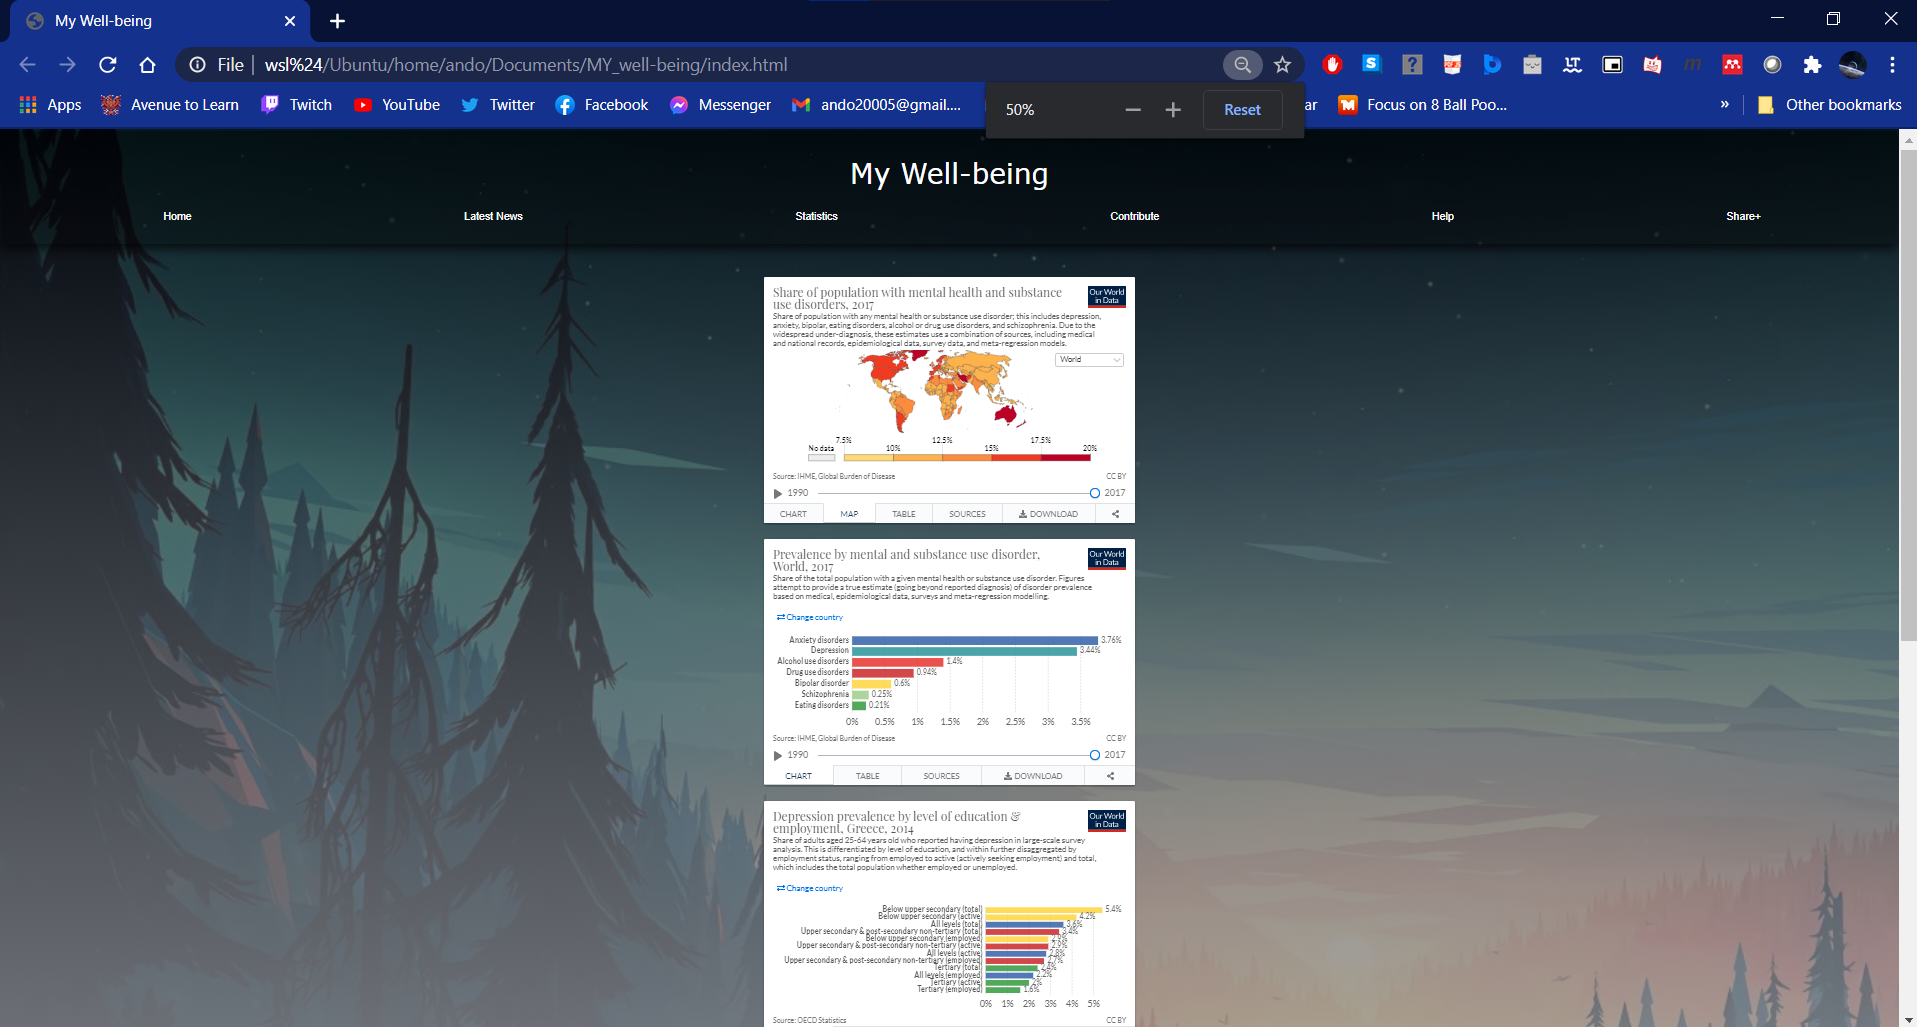 My Well-being
File
wsl%24/Ubuntu/home/ando/Documents/MY_well-being/index.html
Apps
Avenue to Learn
Twitch
YouTube
Twitter
Facebook
Messenger
ando20005@gmail....
ar
Focus on 8 Ball Poo...
»
Other bookmarks
50%
Reset
My Well-being
Home
Latest News
Statistics
Contribute
Help
Share+
Share of population with mental health and substance
use disorders, 2017
Our World
in Data
Share of population with any mental health or substance use disorder; this includes depression,
anxiety, bipolar, eating disorders, alcohol or drug use disorders, and schizophrenia. Due to the
widespread under-diagnosis, these estimates use a combination of sources, including medical
and national records, epidemiological data, survey data, and meta-regression models.
World
No data
7.5%
10%
12.5%
15%
17.5%
20%
Source: IHME, Global Burden of Disease
CC BY
1990
2017
CHART
MAP
TABLE
SOURCES
DOWNLOAD
Prevalence by mental and substance use disorder,
World, 2017
Our World
in Data
Share of the total population with a given mental health or substance use disorder. Figures
attempt to provide a true estimate (going beyond reported diagnosis) of disorder prevalence
based on medical, epidemiological data, surveys and meta-regression modelling.
Change country
Anxiety disorders 3.76%
Depression 3.44%
Alcohol use disorders 1.4%
Drug use disorders 0.94%
Bipolar disorder 0.6%
Schizophrenia 0.25%
Eating disorders 0.21%
0% 0.5% 1% 1.5% 2% 2.5% 3% 3.5%
Source: IHME, Global Burden of Disease
CC BY
1990
2017
CHART
TABLE
SOURCES
DOWNLOAD
Depression prevalence by level of education &
employment, Greece, 2014
Our World
in Data
Share of adults aged 25-64 years old who reported having depression in large-scale survey
analysis. This is differentiated by level of education, and within further disaggregated by
employment status, ranging from employed to active (actively seeking employment) and total,
which includes the total population whether employed or unemployed.
Change country
Below upper secondary (total) 5.4%
Below upper secondary (active) 4.2%
All levels (total) 3.6%
Upper secondary & post-secondary non-tertiary (total) 3.4%
Below upper secondary (employed) 2.9%
Upper secondary & post-secondary non-tertiary (active) 2.9%
All levels (active) 2.8%
Upper secondary & post-secondary non-tertiary (employed) 2.7%
Tertiary (total) 2.4%
All levels (employed) 2.2%
Tertiary (active) 2%
Tertiary (employed) 1.6%
0% 1% 2% 3% 4% 5%
Source: OECD Statistics
CC BY